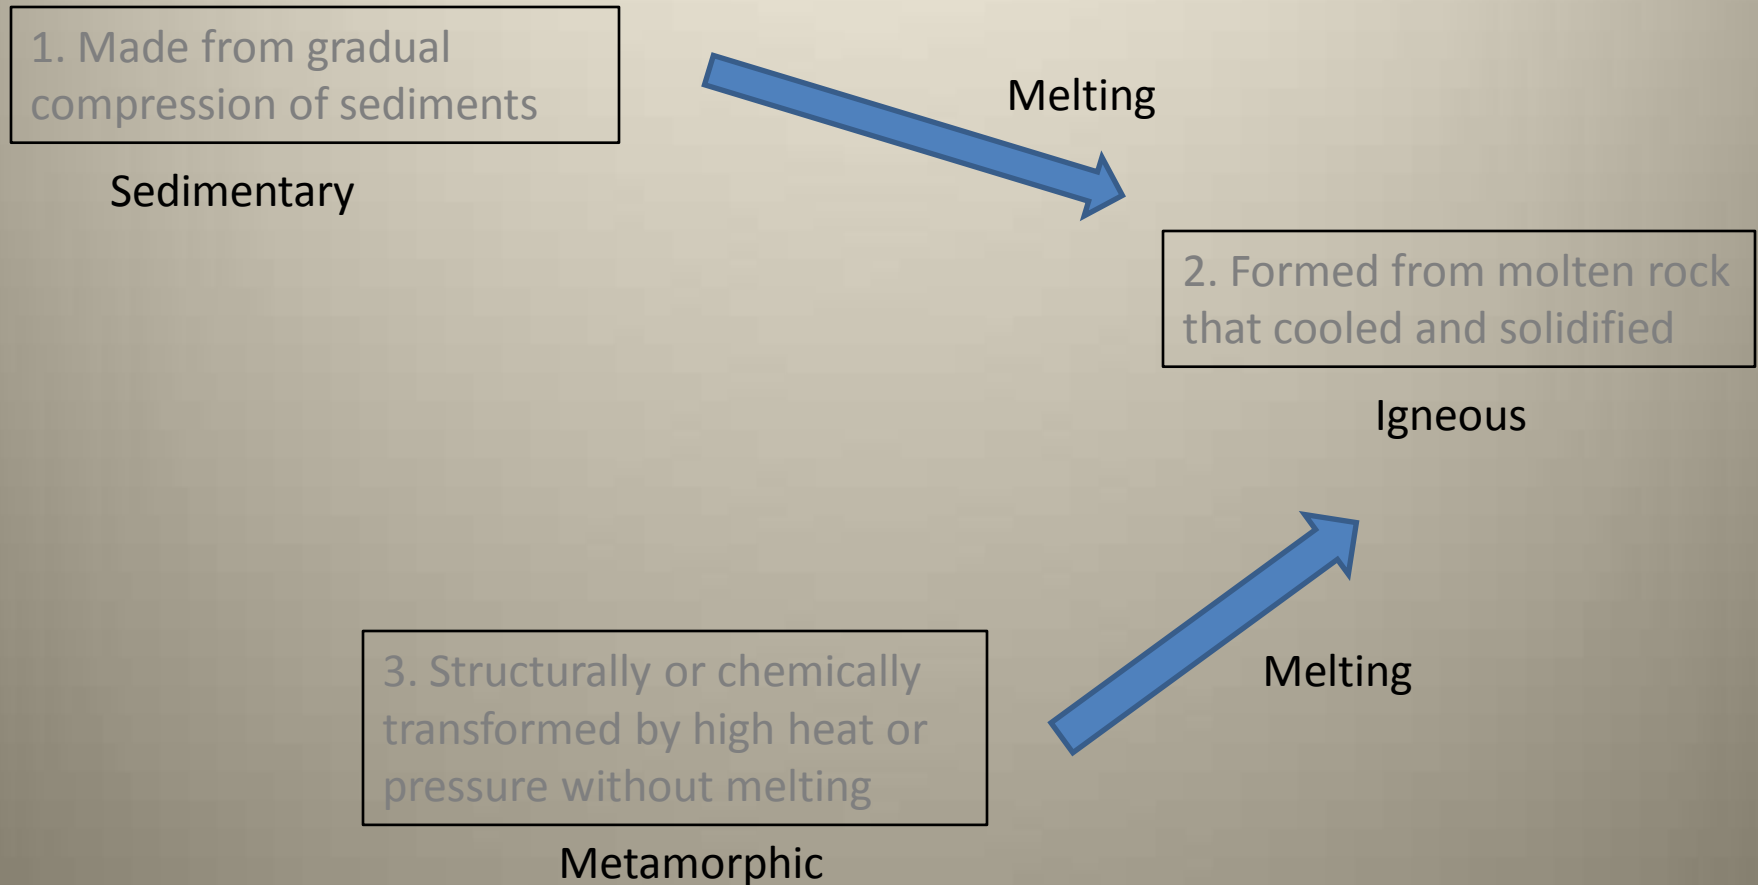 1. Made from gradual
compression of sediments
Sedimentary
Melting
2. Formed from molten rock
that cooled and solidified
Igneous
3. Structurally or chemically
transformed by high heat or
pressure without melting
Metamorphic
Melting